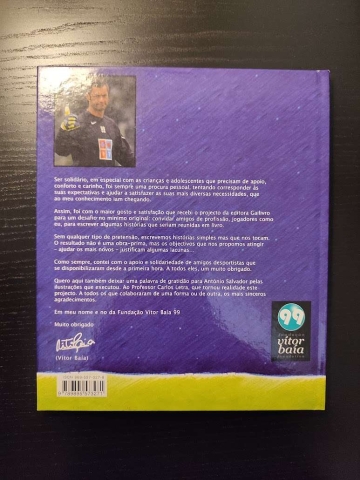 Ser solidário, em especial com as crianças e adolescentes que precisam de apoio,
conforto e carinho, foi sempre uma procura pessoal, tentando corresponder às
suas expectativas e ajudar a satisfazer as suas mais diversas necessidades, que
ao meu conhecimento iam chegando.
Assim, foi com o maior gosto e satisfação que recebi o projecto da editora Gailivro
para um desafio no mínimo original: convidar amigos de profissão, jogadores como
eu, para escrever algumas histórias que seriam reunidas em livro.
Sem qualquer tipo de pretensão, escrevemos histórias simples mas que nos tocam.
O resultado não é uma obra-prima, mas os objectivos que nos propomos atingir
- ajudar os mais novos - justificam algumas lacunas...
Como sempre, contei com o apoio e solidariedade de amigos desportistas que
se disponibilizaram desde a primeira hora. A todos eles, um muito obrigado.
Quero aqui também deixar uma palavra de gratidão para António Salvador pelas
ilustrações que executou. Ao Professor Carlos Letra, que tornou realidade este
projecto. A todos os que colaboraram de uma forma ou de outra, os mais sinceros
agradecimentos.
Em meu nome e no da Fundação Vítor Baía 99
Muito obrigado
(Vítor Baía)
99
FUNDAÇÃO
vítor
baía